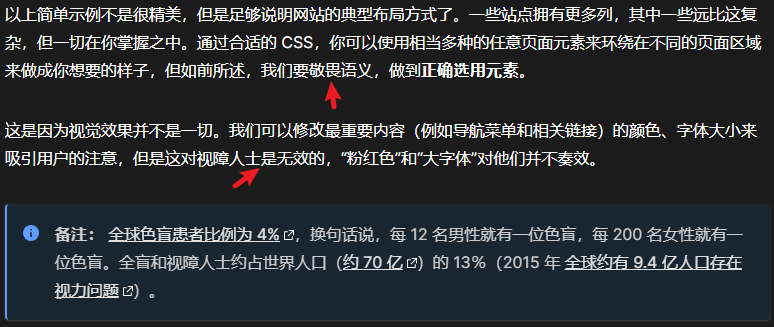 以上简单示例不是很精美，但是足够说明网站的典型布局方式了。一些站点拥有更多列，其中一些远比这复
杂，但一切在你掌握之中。通过合适的 CSS，你可以使用相当多种的任意页面元素来环绕在不同的页面区域
来做成你想要的样子，但如前所述，我们要敬畏语义，做到正确选用元素。
这是因为视觉效果并不是一切。我们可以修改最重要内容（例如导航菜单和相关链接）的颜色、字体大小来
吸引用户的注意，但是这对视障人士是无效的，“粉红色”和“大字体”对他们并不奏效。
备注： 全球色盲患者比例为 4%，换句话说，每 12 名男性就有一位色盲，每 200 名女性就有一
位色盲。全盲和视障人士约占世界人口（约 70 亿）的 13%（2015 年 全球约有 9.4 亿人口存在
视力问题）。